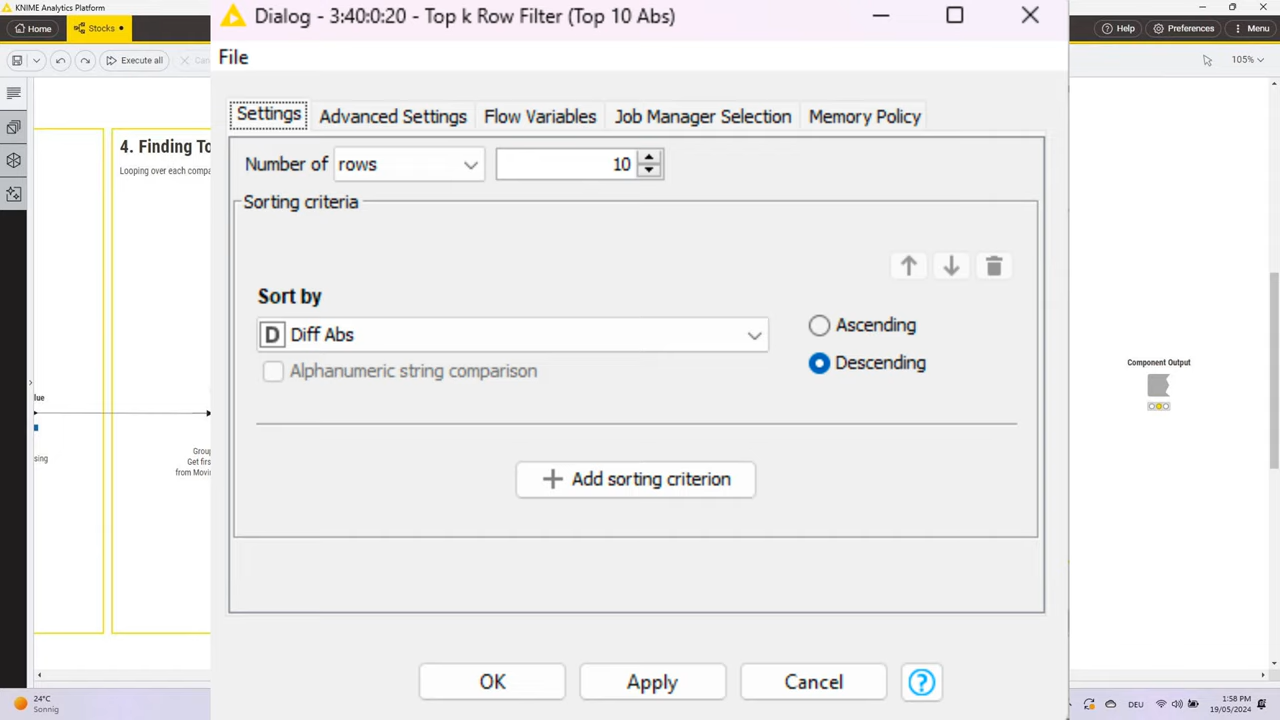 KNIME Analytics Platform
Home
Stocks
Help
Preferences
Menu
Execute all
Can
105%
Dialog - 3:40:0:20 - Top k Row Filter (Top 10 Abs)
File
Settings
Advanced Settings
Flow Variables
Job Manager Selection
Memory Policy
Number of
rows
10
Sorting criteria
Sort by
D
Diff Abs
Ascending
Descending
Alphanumeric string comparison
Add sorting criterion
OK
Apply
Cancel
?
4. Finding To
Looping over each compa
lue
sing
Group
Get firs
from Movi
Component Output
24°C
Sonnig
DEU
1:58 PM
19/05/2024